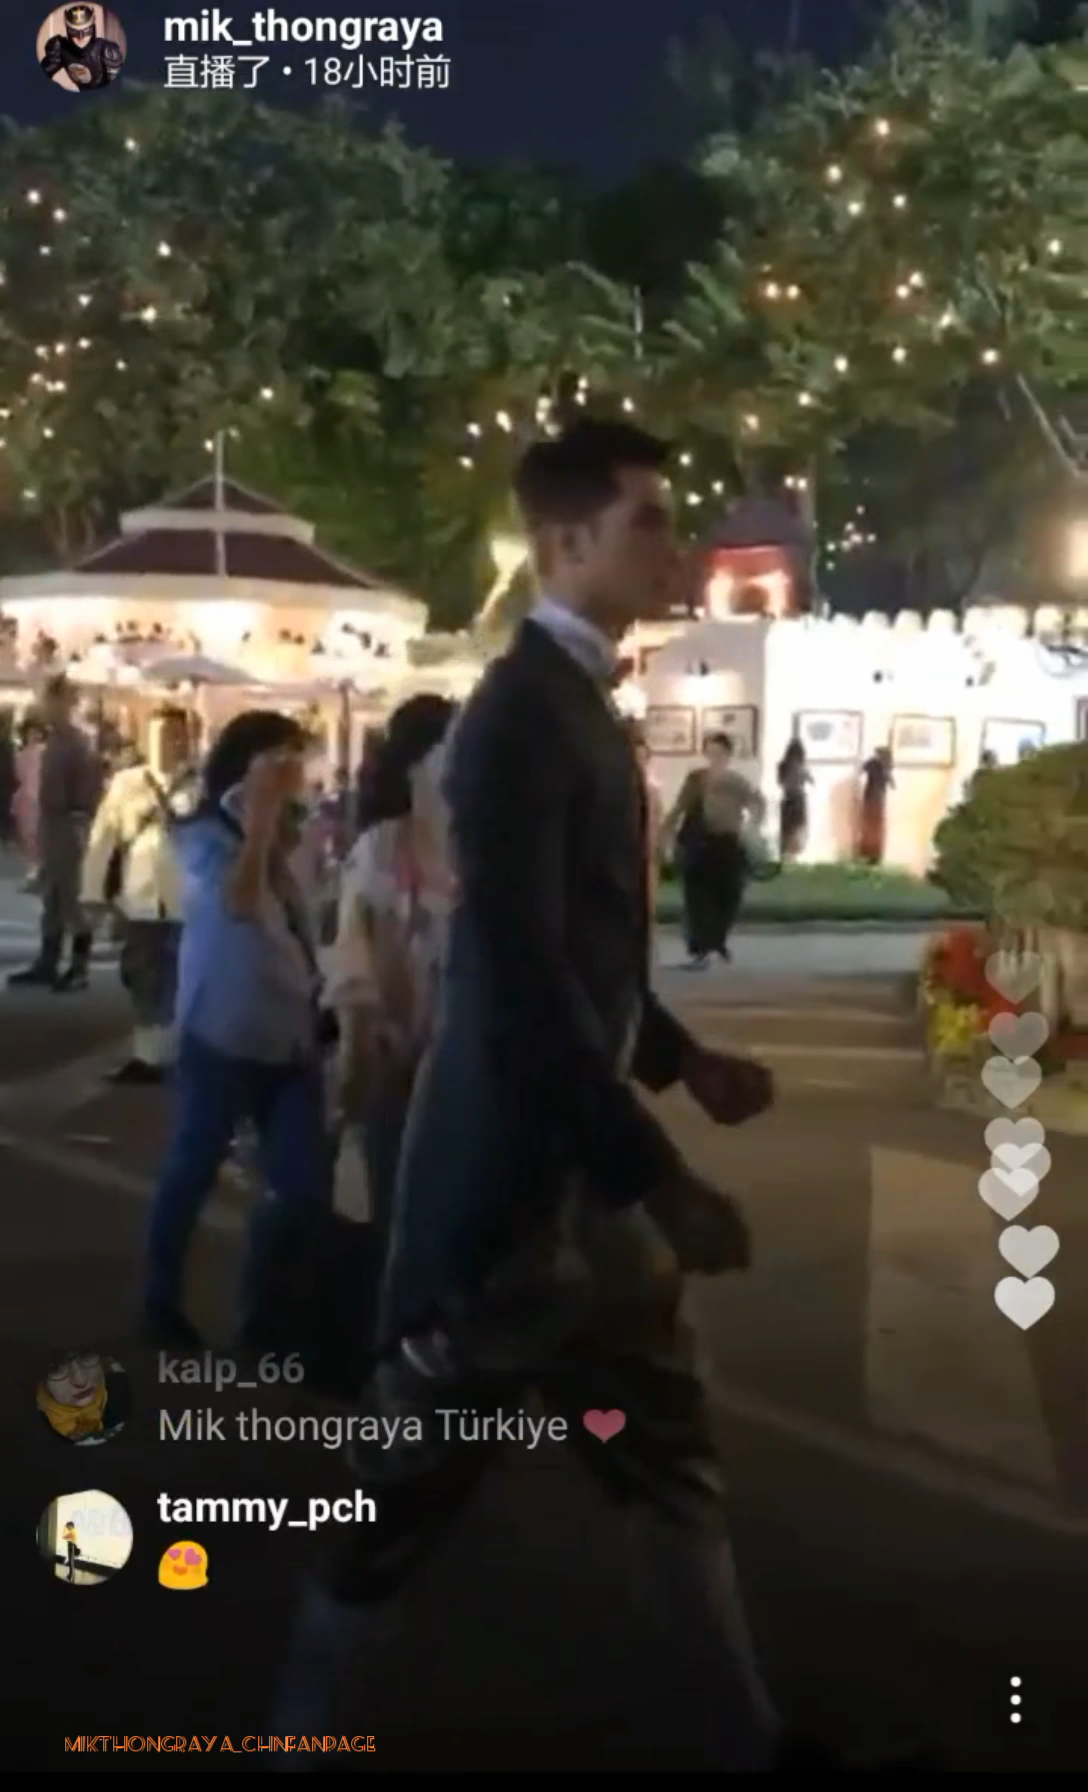 mik_thongraya
直播了 • 18小时前
kalp_66
Mik thongraya Türkiye ❤
tammy_pch
😍
MIKTHONGRAYA_CHINFANPAGE